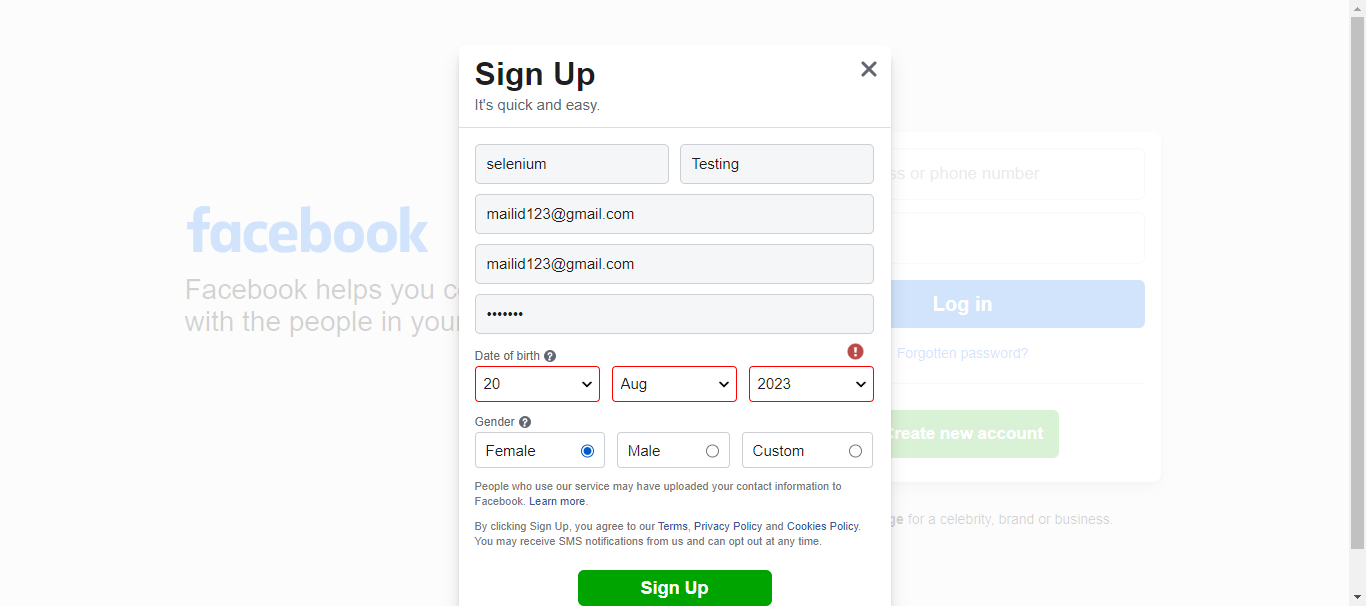 Sign Up
It's quick and easy.
selenium
Testing
mailid123@gmail.com
mailid123@gmail.com
•••••••
Date of birth ?
!
20
Aug
2023
Gender ?
Female
Male
Custom
People who use our service may have uploaded your contact information to
Facebook. Learn more.
By clicking Sign Up, you agree to our Terms, Privacy Policy and Cookies Policy.
You may receive SMS notifications from us and can opt out at any time.
Sign Up
facebook
Facebook helps you
with the people in your
or phone number
Log in
Forgotten password?
Create new account
for a celebrity, brand or business.